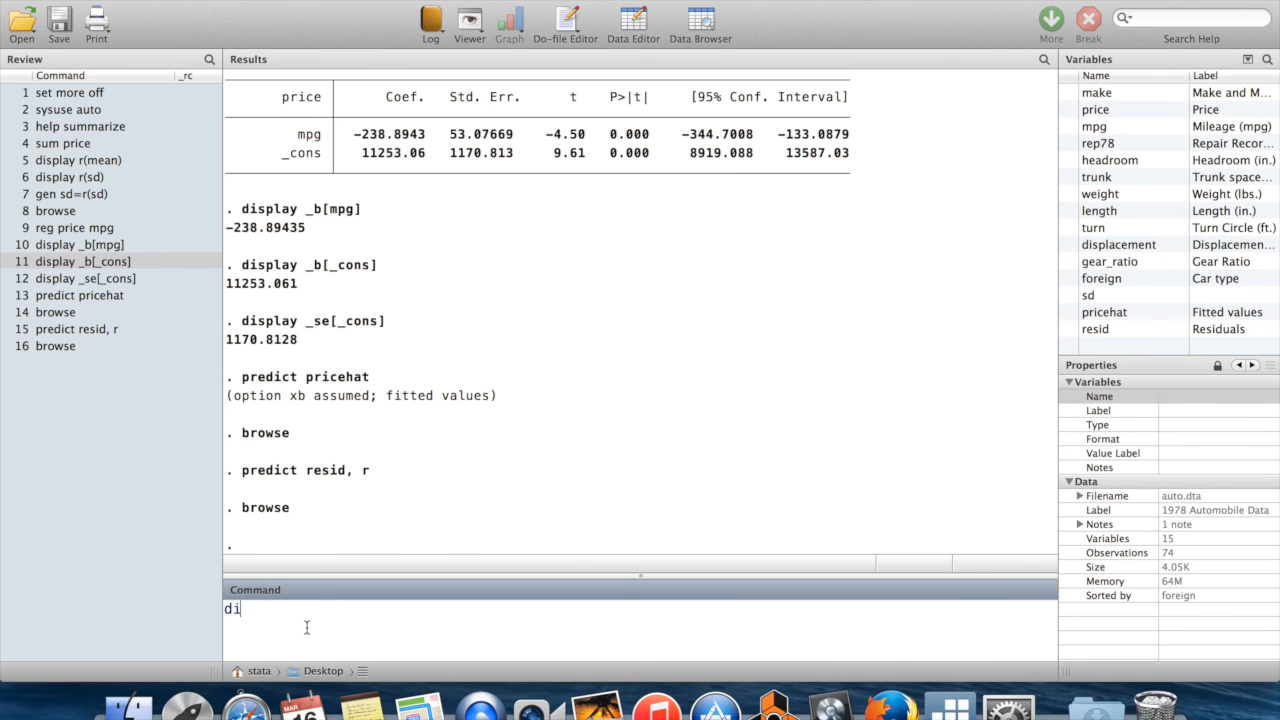 Open Save Print Log Viewer Graph Do-file Editor Data Editor Data Browser More Break Search Help
Review
Command _rc
1 set more off
2 sysuse auto
3 help summarize
4 sum price
5 display r(mean)
6 display r(sd)
7 gen sd=r(sd)
8 browse
9 reg price mpg
10 display _b[mpg]
11 display _b[_cons]
12 display _se[_cons]
13 predict pricehat
14 browse
15 predict resid, r
16 browse
Results
price Coef. Std. Err. t P>|t| [95% Conf. Interval]
mpg -238.8943 53.07669 -4.50 0.000 -344.7008 -133.0879
_cons 11253.06 1170.813 9.61 0.000 8919.088 13587.03
. display _b[mpg]
-238.89435
. display _b[_cons]
11253.061
. display _se[_cons]
1170.8128
. predict pricehat
(option xb assumed; fitted values)
. browse
. predict resid, r
. browse
.
Command
di
stata Desktop
Variables
Name Label
make Make and M...
price Price
mpg Mileage (mpg)
rep78 Repair Recor...
headroom Headroom (in.)
trunk Trunk space...
weight Weight (lbs.)
length Length (in.)
turn Turn Circle (ft.)
displacement Displacemen...
gear_ratio Gear Ratio
foreign Car type
sd
pricehat Fitted values
resid Residuals
Properties
Variables
Name
Label
Type
Format
Value Label
Notes
Data
Filename auto.dta
Label 1978 Automobile Data
Notes 1 note
Variables 15
Observations 74
Size 4.05K
Memory 64M
Sorted by foreign
MAR
16